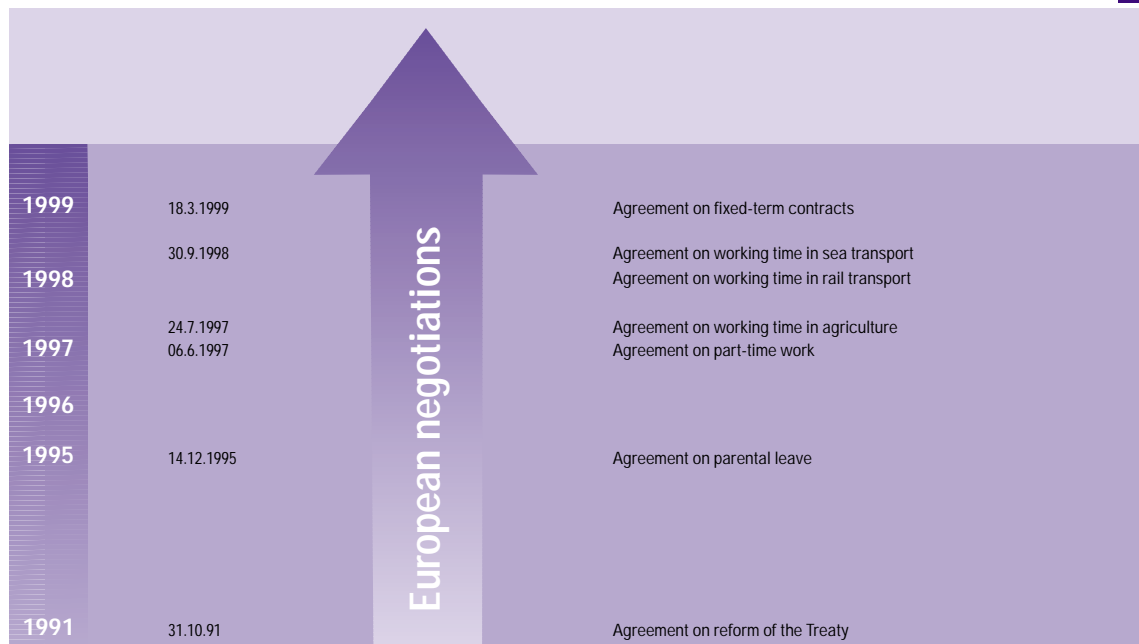 1999 18.3.1999 Agreement on fixed-term contracts
30.9.1998 Agreement on working time in sea transport
1998 Agreement on working time in rail transport
24.7.1997 Agreement on working time in agriculture
1997 06.6.1997 Agreement on part-time work
1996
1995 14.12.1995 Agreement on parental leave
1991 31.10.91 Agreement on reform of the Treaty
European negotiations